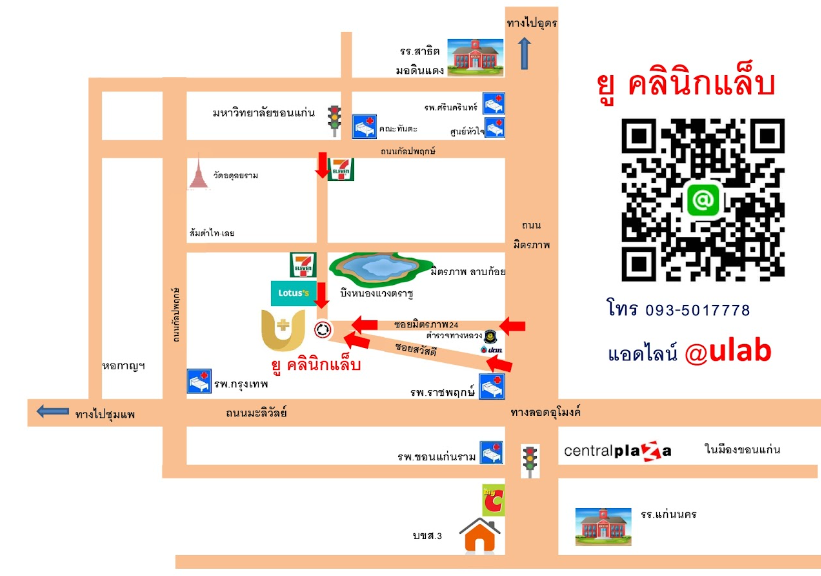 ทางไปอุดร
รร.สาธิต
มอดินแดง
ยู คลินิกแล็บ
มหาวิทยาลัยขอนแก่น
รพ.ศรีนครินทร์
คณะทันตะ
ศูนย์หัวใจ
ถนนกัลปพฤกษ์
7
ELEVEN
วัดอดุลยาราม
ส้มตำไท เลย
ถนน
มิตรภาพ
7
ELEVEN
มิตรภาพ ลาบก้อย
Lotus's
บึงหนองแวงตราชู
โทร 093-5017778
ถนนกัลปพฤกษ์
ซอยมิตรภาพ24
ตำรวจทางหลวง
ซอยสวัสดี
แอดไลน์ @ulab
ยู คลินิกแล็บ
หอกาญฯ
รพ.กรุงเทพ
รพ.ราชพฤกษ์
ทางไปชุมแพ
ถนนมะลิวัลย์
ทางลอดอุโมงค์
รพ.ขอนแก่นราม
centralplaza
ในเมืองขอนแก่น
Big C
รร.แก่นนคร
บขส.3